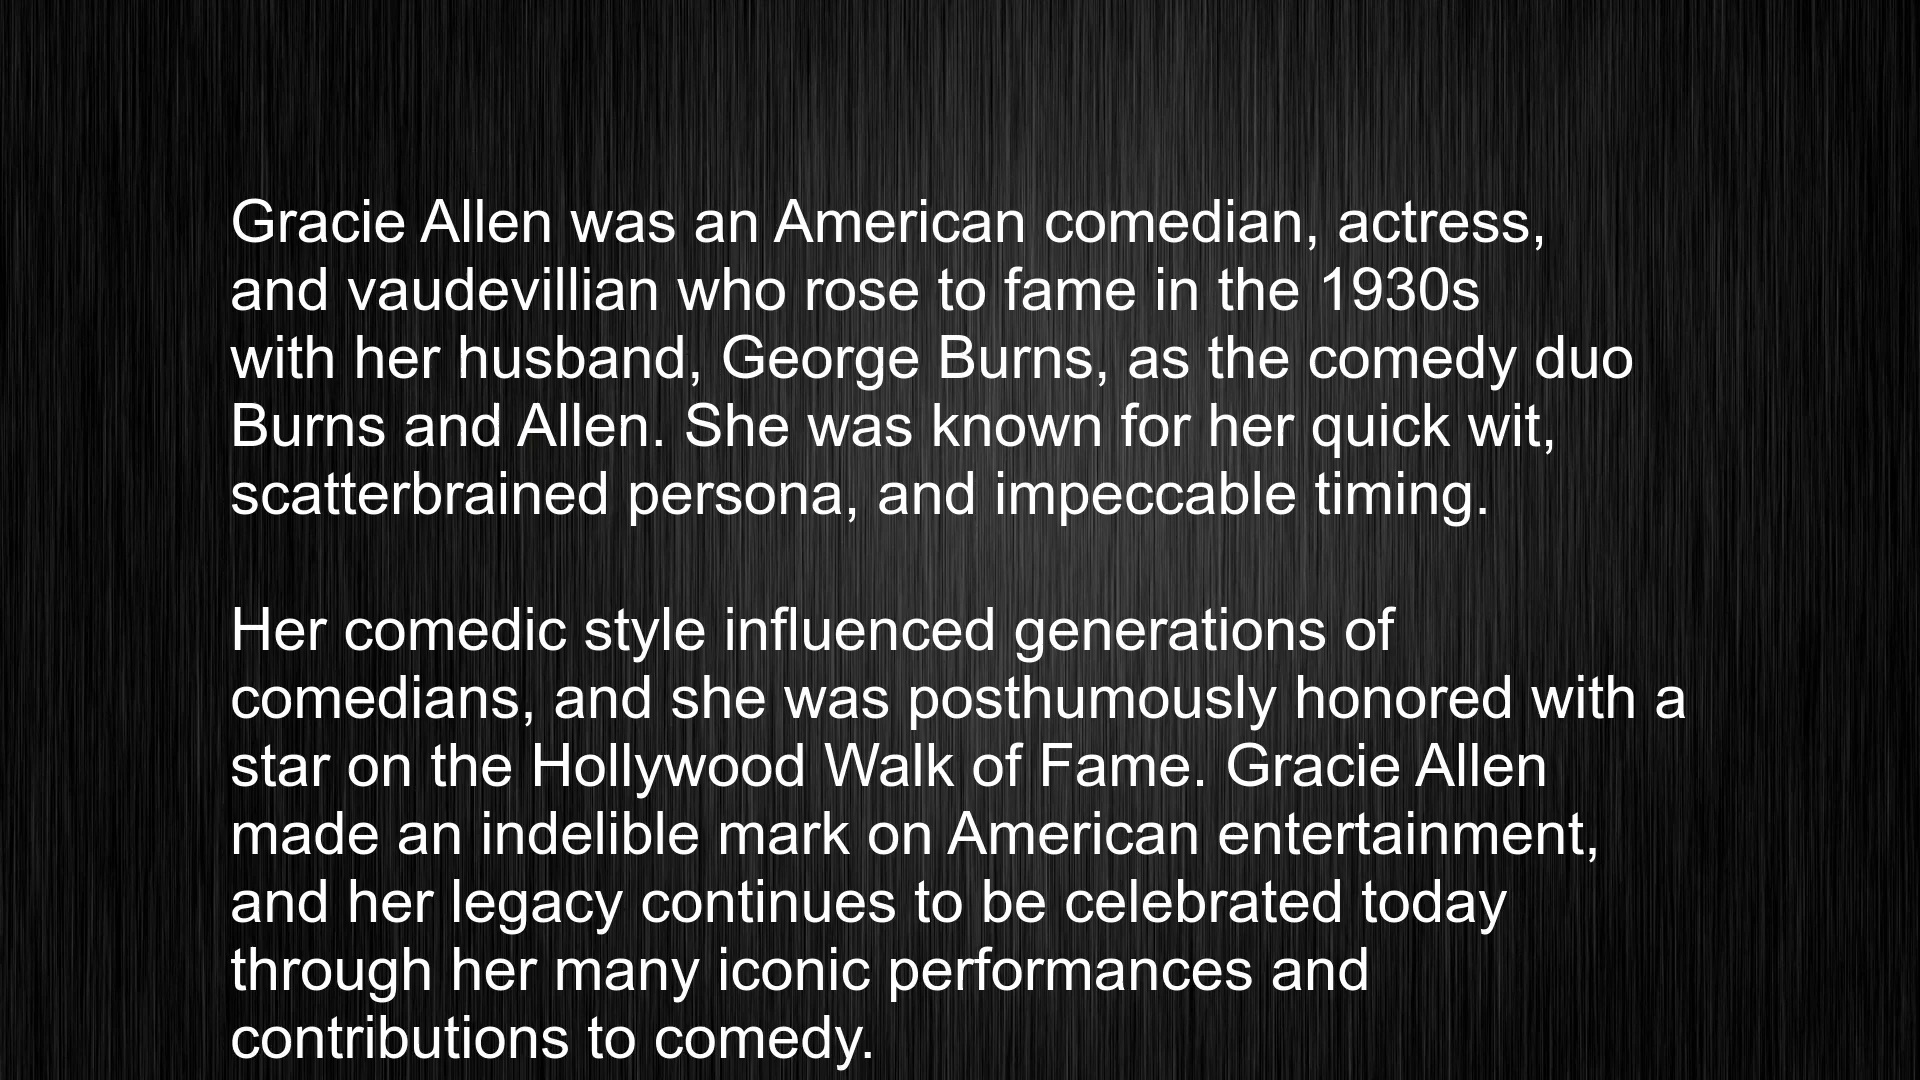 Gracie Allen was an American comedian, actress,
and vaudevillian who rose to fame in the 1930s
with her husband, George Burns, as the comedy duo
Burns and Allen. She was known for her quick wit,
scatterbrained persona, and impeccable timing.
Her comedic style influenced generations of
comedians, and she was posthumously honored with a
star on the Hollywood Walk of Fame. Gracie Allen
made an indelible mark on American entertainment,
and her legacy continues to be celebrated today
through her many iconic performances and
contributions to comedy.